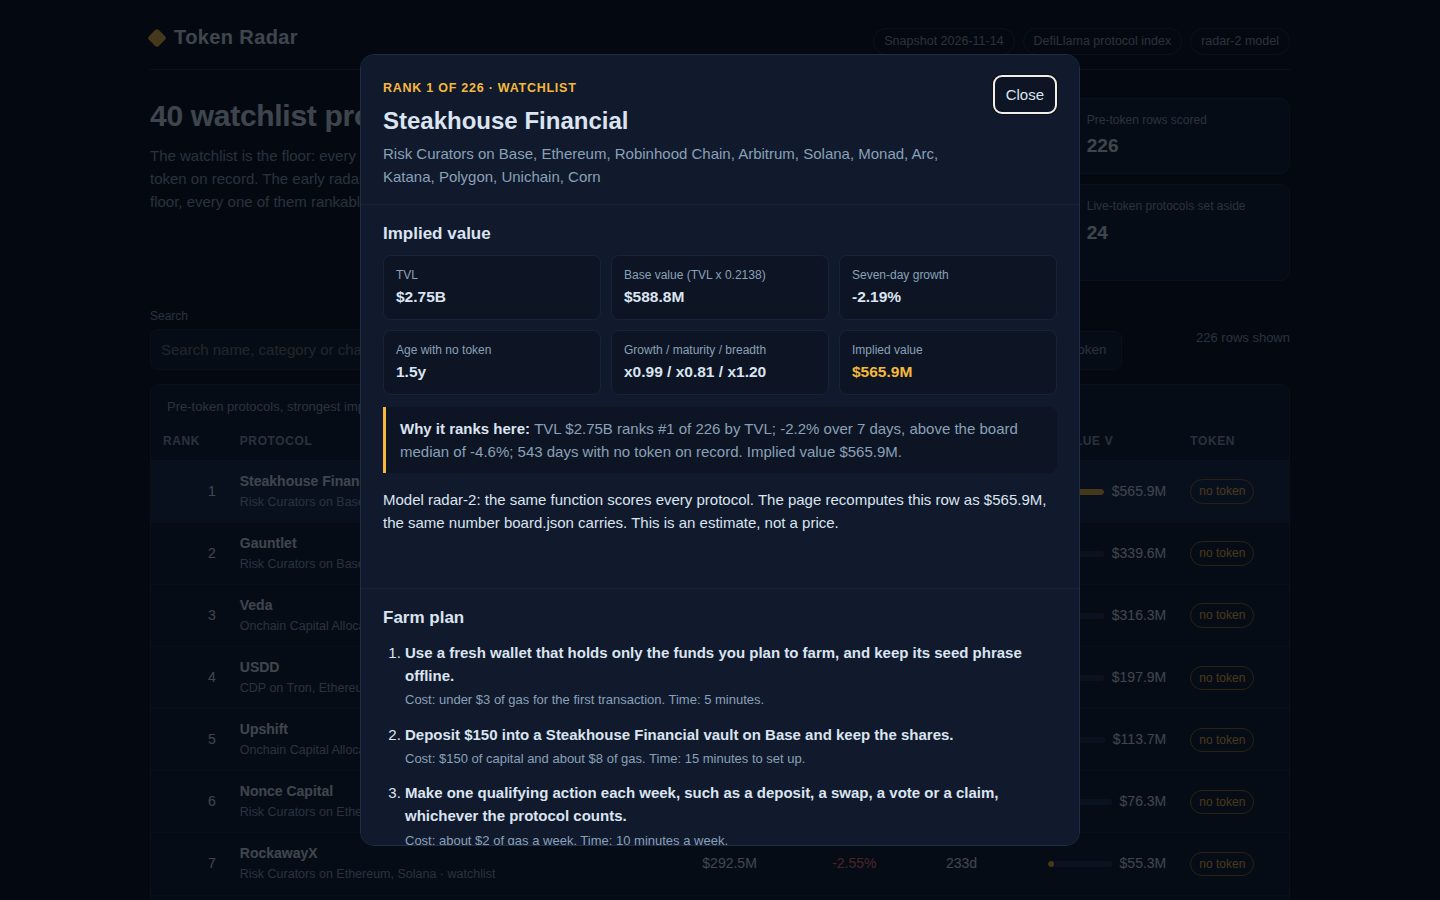 Token Radar
Snapshot 2026-11-14
DefiLlama protocol index
radar-2 model
40 watchlist pro
The watchlist is the floor: every
token on record. The early rada
floor, every one of them rankabl
Pre-token rows scored
226
Live-token protocols set aside
24
Search
Search name, category or cha
oken
226 rows shown
Pre-token protocols, strongest imp
RANK
PROTOCOL
LUE V
TOKEN
1
Steakhouse Finan
Risk Curators on Base
$565.9M
no token
2
Gauntlet
Risk Curators on Base
$339.6M
no token
3
Veda
Onchain Capital Alloca
$316.3M
no token
4
USDD
CDP on Tron, Ethereu
$197.9M
no token
5
Upshift
Onchain Capital Alloca
$113.7M
no token
6
Nonce Capital
Risk Curators on Ethe
$76.3M
no token
7
RockawayX
Risk Curators on Ethereum, Solana · watchlist
$292.5M
-2.55%
233d
$55.3M
no token
RANK 1 OF 226 · WATCHLIST
Close
Steakhouse Financial
Risk Curators on Base, Ethereum, Robinhood Chain, Arbitrum, Solana, Monad, Arc,
Katana, Polygon, Unichain, Corn
Implied value
TVL
$2.75B
Base value (TVL x 0.2138)
$588.8M
Seven-day growth
-2.19%
Age with no token
1.5y
Growth / maturity / breadth
x0.99 / x0.81 / x1.20
Implied value
$565.9M
Why it ranks here: TVL $2.75B ranks #1 of 226 by TVL; -2.2% over 7 days, above the board
median of -4.6%; 543 days with no token on record. Implied value $565.9M.
Model radar-2: the same function scores every protocol. The page recomputes this row as $565.9M,
the same number board.json carries. This is an estimate, not a price.
Farm plan
1. Use a fresh wallet that holds only the funds you plan to farm, and keep its seed phrase
offline.
Cost: under $3 of gas for the first transaction. Time: 5 minutes.
2. Deposit $150 into a Steakhouse Financial vault on Base and keep the shares.
Cost: $150 of capital and about $8 of gas. Time: 15 minutes to set up.
3. Make one qualifying action each week, such as a deposit, a swap, a vote or a claim,
whichever the protocol counts.
Cost: about $2 of gas a week. Time: 10 minutes a week.